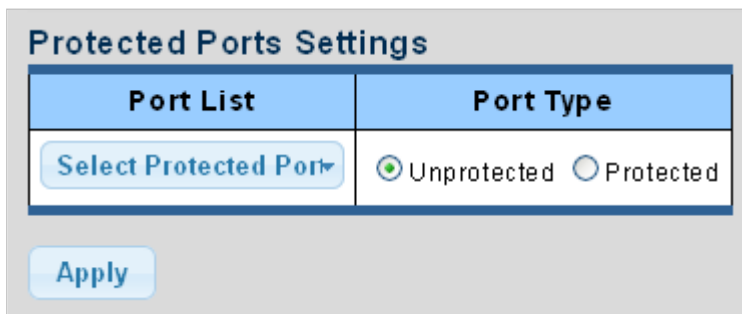 Protected Ports Settings
Port List Port Type
Select Protected Port Unprotected Protected
Apply